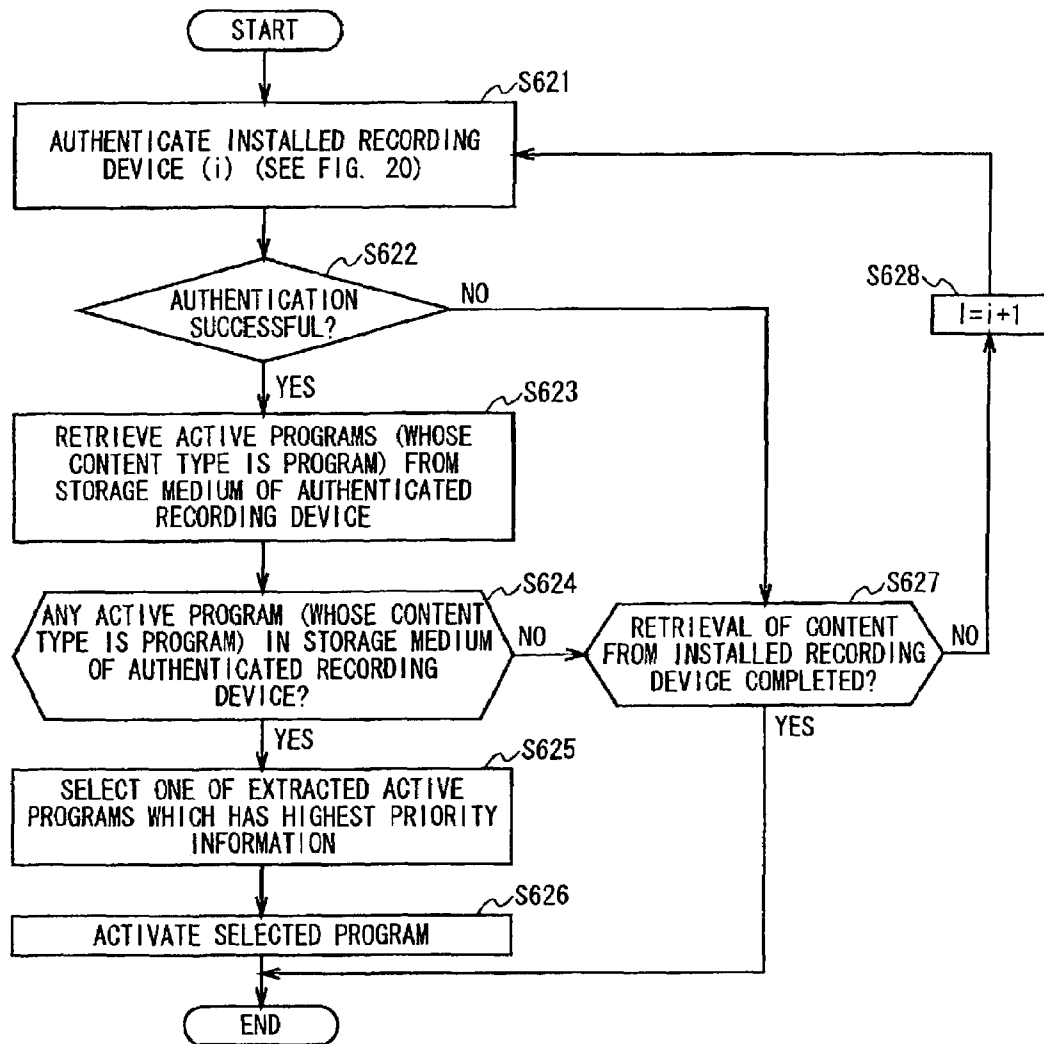 START
S621
AUTHENTICATE INSTALLED RECORDING
DEVICE (i) (SEE FIG. 20)
S622
AUTHENTICATION
SUCCESSFUL?
NO
S628
I=i+1
YES
S623
RETRIEVE ACTIVE PROGRAMS (WHOSE
CONTENT TYPE IS PROGRAM) FROM
STORAGE MEDIUM OF AUTHENTICATED
RECORDING DEVICE
S624
ANY ACTIVE PROGRAM (WHOSE CONTENT
TYPE IS PROGRAM) IN STORAGE MEDIUM
OF AUTHENTICATED RECORDING
DEVICE?
NO
S627
RETRIEVAL OF CONTENT
FROM INSTALLED RECORDING
DEVICE COMPLETED?
NO
YES
YES
S625
SELECT ONE OF EXTRACTED ACTIVE
PROGRAMS WHICH HAS HIGHEST PRIORITY
INFORMATION
S626
ACTIVATE SELECTED PROGRAM
END